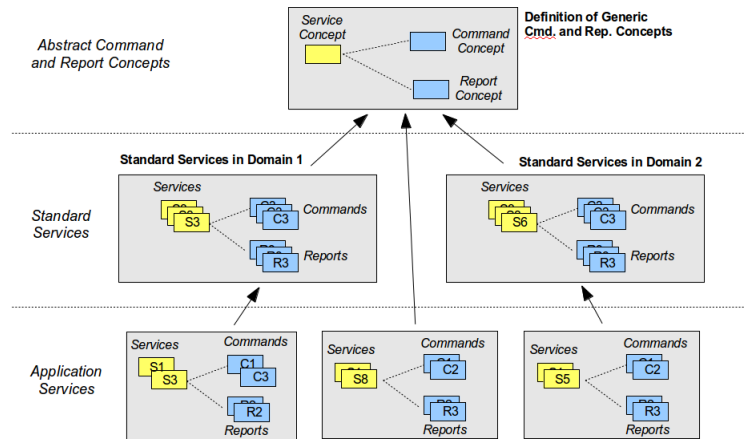 Abstract Command
and Report Concepts
Service
Concept
Command
Concept
Report
Concept
Definition of Generic
Cmd. and Rep. Concepts
Standard Services in Domain 1
Standard Services in Domain 2
Standard
Services
Services
S3
C3
Commands
R3
Reports
Services
S6
C3
Commands
R3
Reports
Application
Services
Services
S1
S3
Commands
C1
C3
R2
Reports
Services
S8
Commands
C2
R3
Reports
Services
S5
Commands
C2
R3
Reports